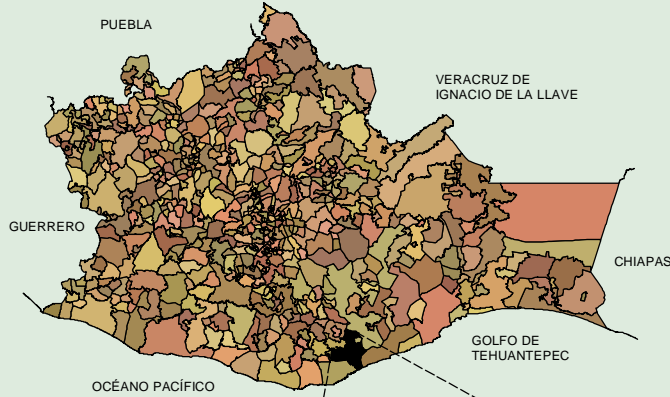 PUEBLA
VERACRUZ DE
IGNACIO DE LA LLAVE
GUERRERO
CHIAPAS
GOLFO DE
TEHUANTEPEC
OCÉANO PACÍFICO